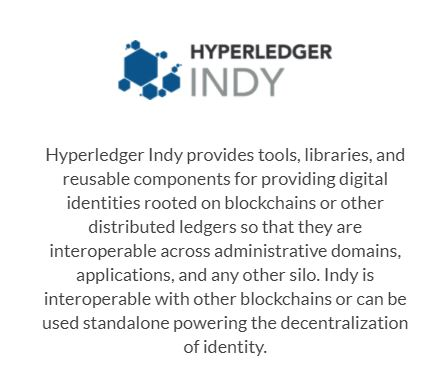 HYPERLEDGER
INDY
Hyperledger Indy provides tools, libraries, and
reusable components for providing digital
identities rooted on blockchains or other
distributed ledgers so that they are
interoperable across administrative domains,
applications, and any other silo. Indy is
interoperable with other blockchains or can be
used standalone powering the decentralization
of identity.